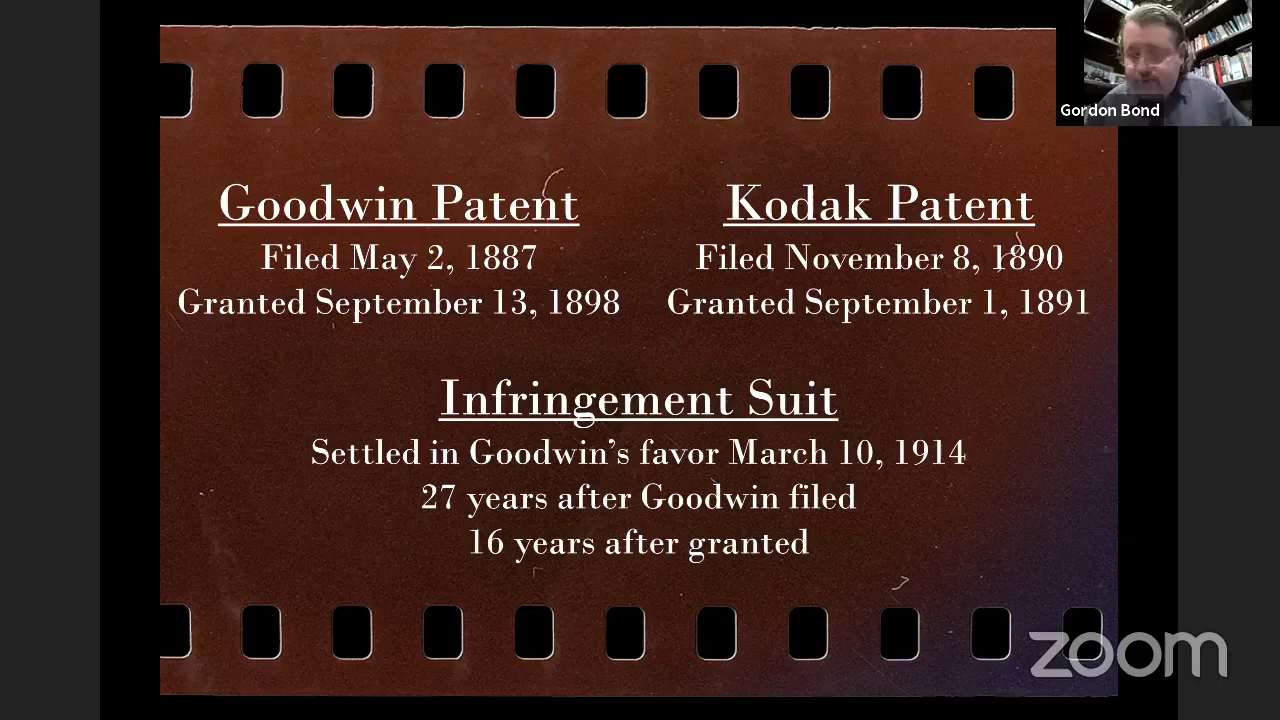 Gordon Bond
Goodwin Patent
Filed May 2, 1887
Granted September 13, 1898
Kodak Patent
Filed November 8, 1890
Granted September 1, 1891
Infringement Suit
Settled in Goodwin’s favor March 10, 1914
27 years after Goodwin filed
16 years after granted
zoom